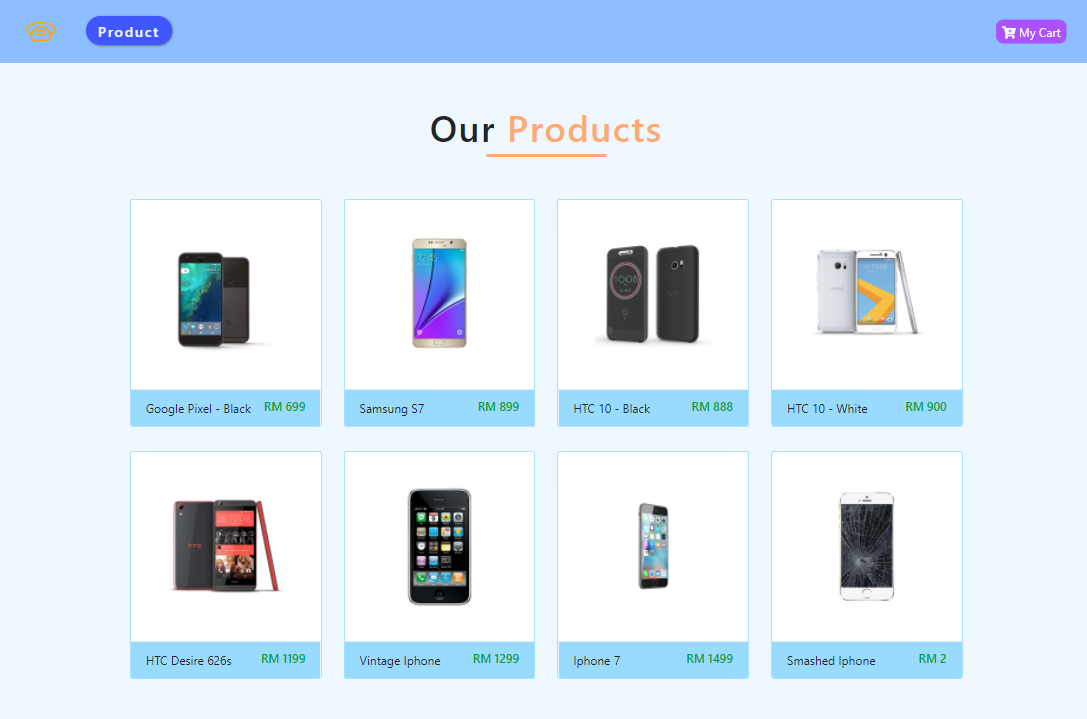 Product
My Cart
Our Products
Google Pixel - Black RM 699
Samsung S7 RM 899
HTC 10 - Black RM 888
HTC 10 - White RM 900
HTC Desire 626s RM 1199
Vintage Iphone RM 1299
Iphone 7 RM 1499
Smashed Iphone RM 2